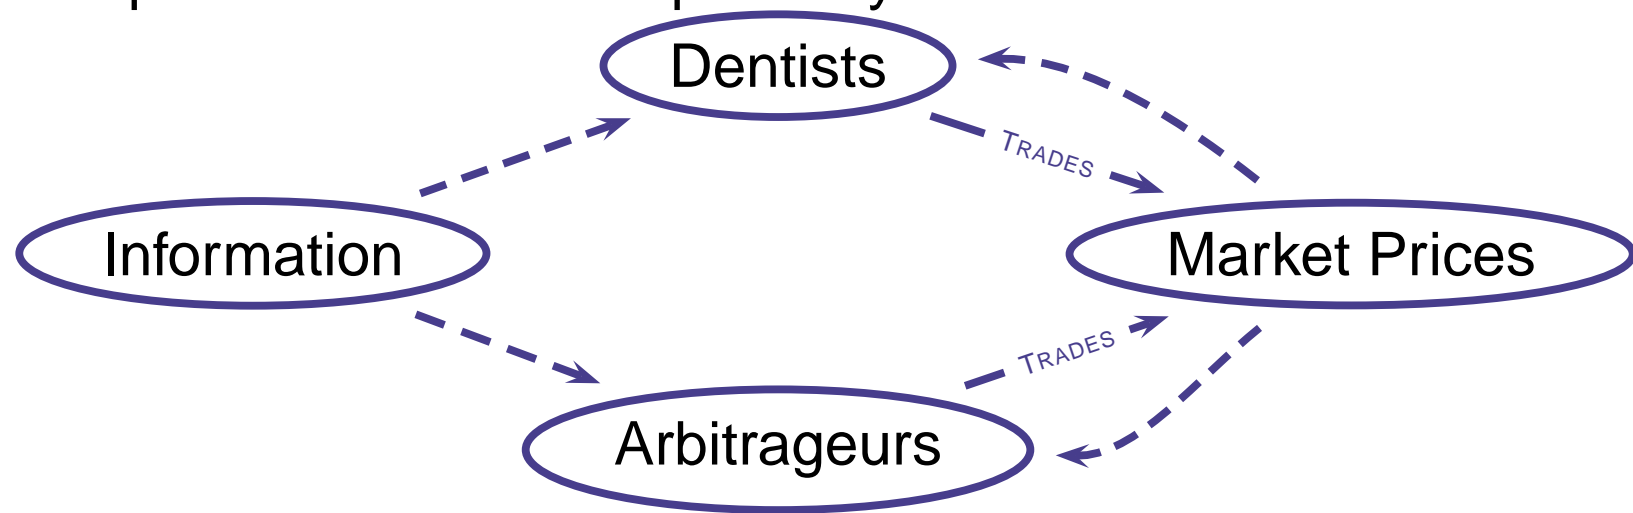 Dentists
TRADES
Information
Market Prices
TRADES
Arbitrageurs